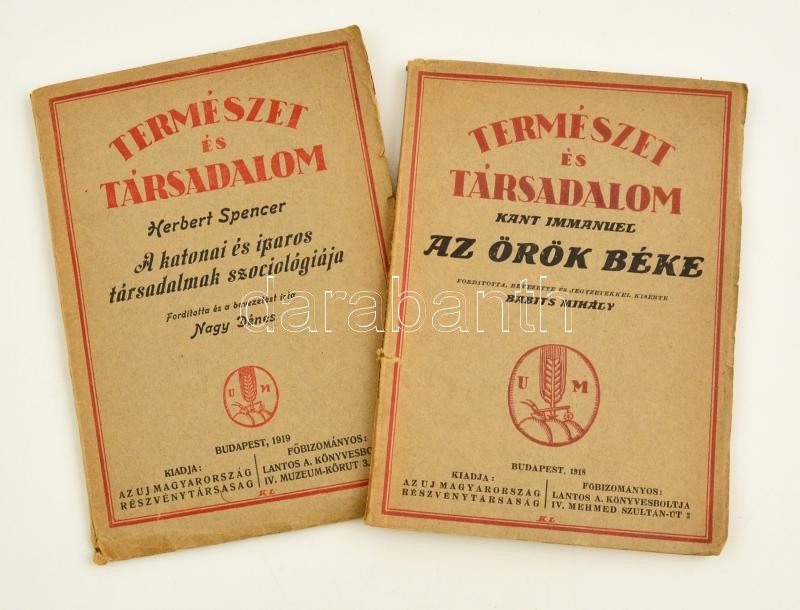 TERMÉSZET
ÉS
TÁRSADALOM
Herbert Spencer
A katonai és iparos
társadalmak szociológiája
Fordította és a bevezetést írta
Nagy Dénes
U M
BUDAPEST, 1919
KIADJA:
AZ UJ MAGYARORSZÁG
RÉSZVÉNYTÁRSASÁG
FŐBIZOMÁNYOS:
LANTOS A. KÖNYVESBO
IV. MUZEUM-KÖRUT 3.
KL
TERMÉSZET
ÉS
TÁRSADALOM
KANT IMMANUEL
AZ ÖRÖK BÉKE
FORDITOTTA, BEVEZETTE ÉS JEGYZETEKKEL KISÉRTE
BABITS MIHÁLY
U M
BUDAPEST, 1918
KIADJA:
AZ UJ MAGYARORSZÁG
RÉSZVÉNYTÁRSASÁG
FŐBIZOMÁNYOS:
LANTOS A. KÖNYVESBOLTJA
IV, MEHMED SZULTÁN-ÚT 3
KL
darabanth